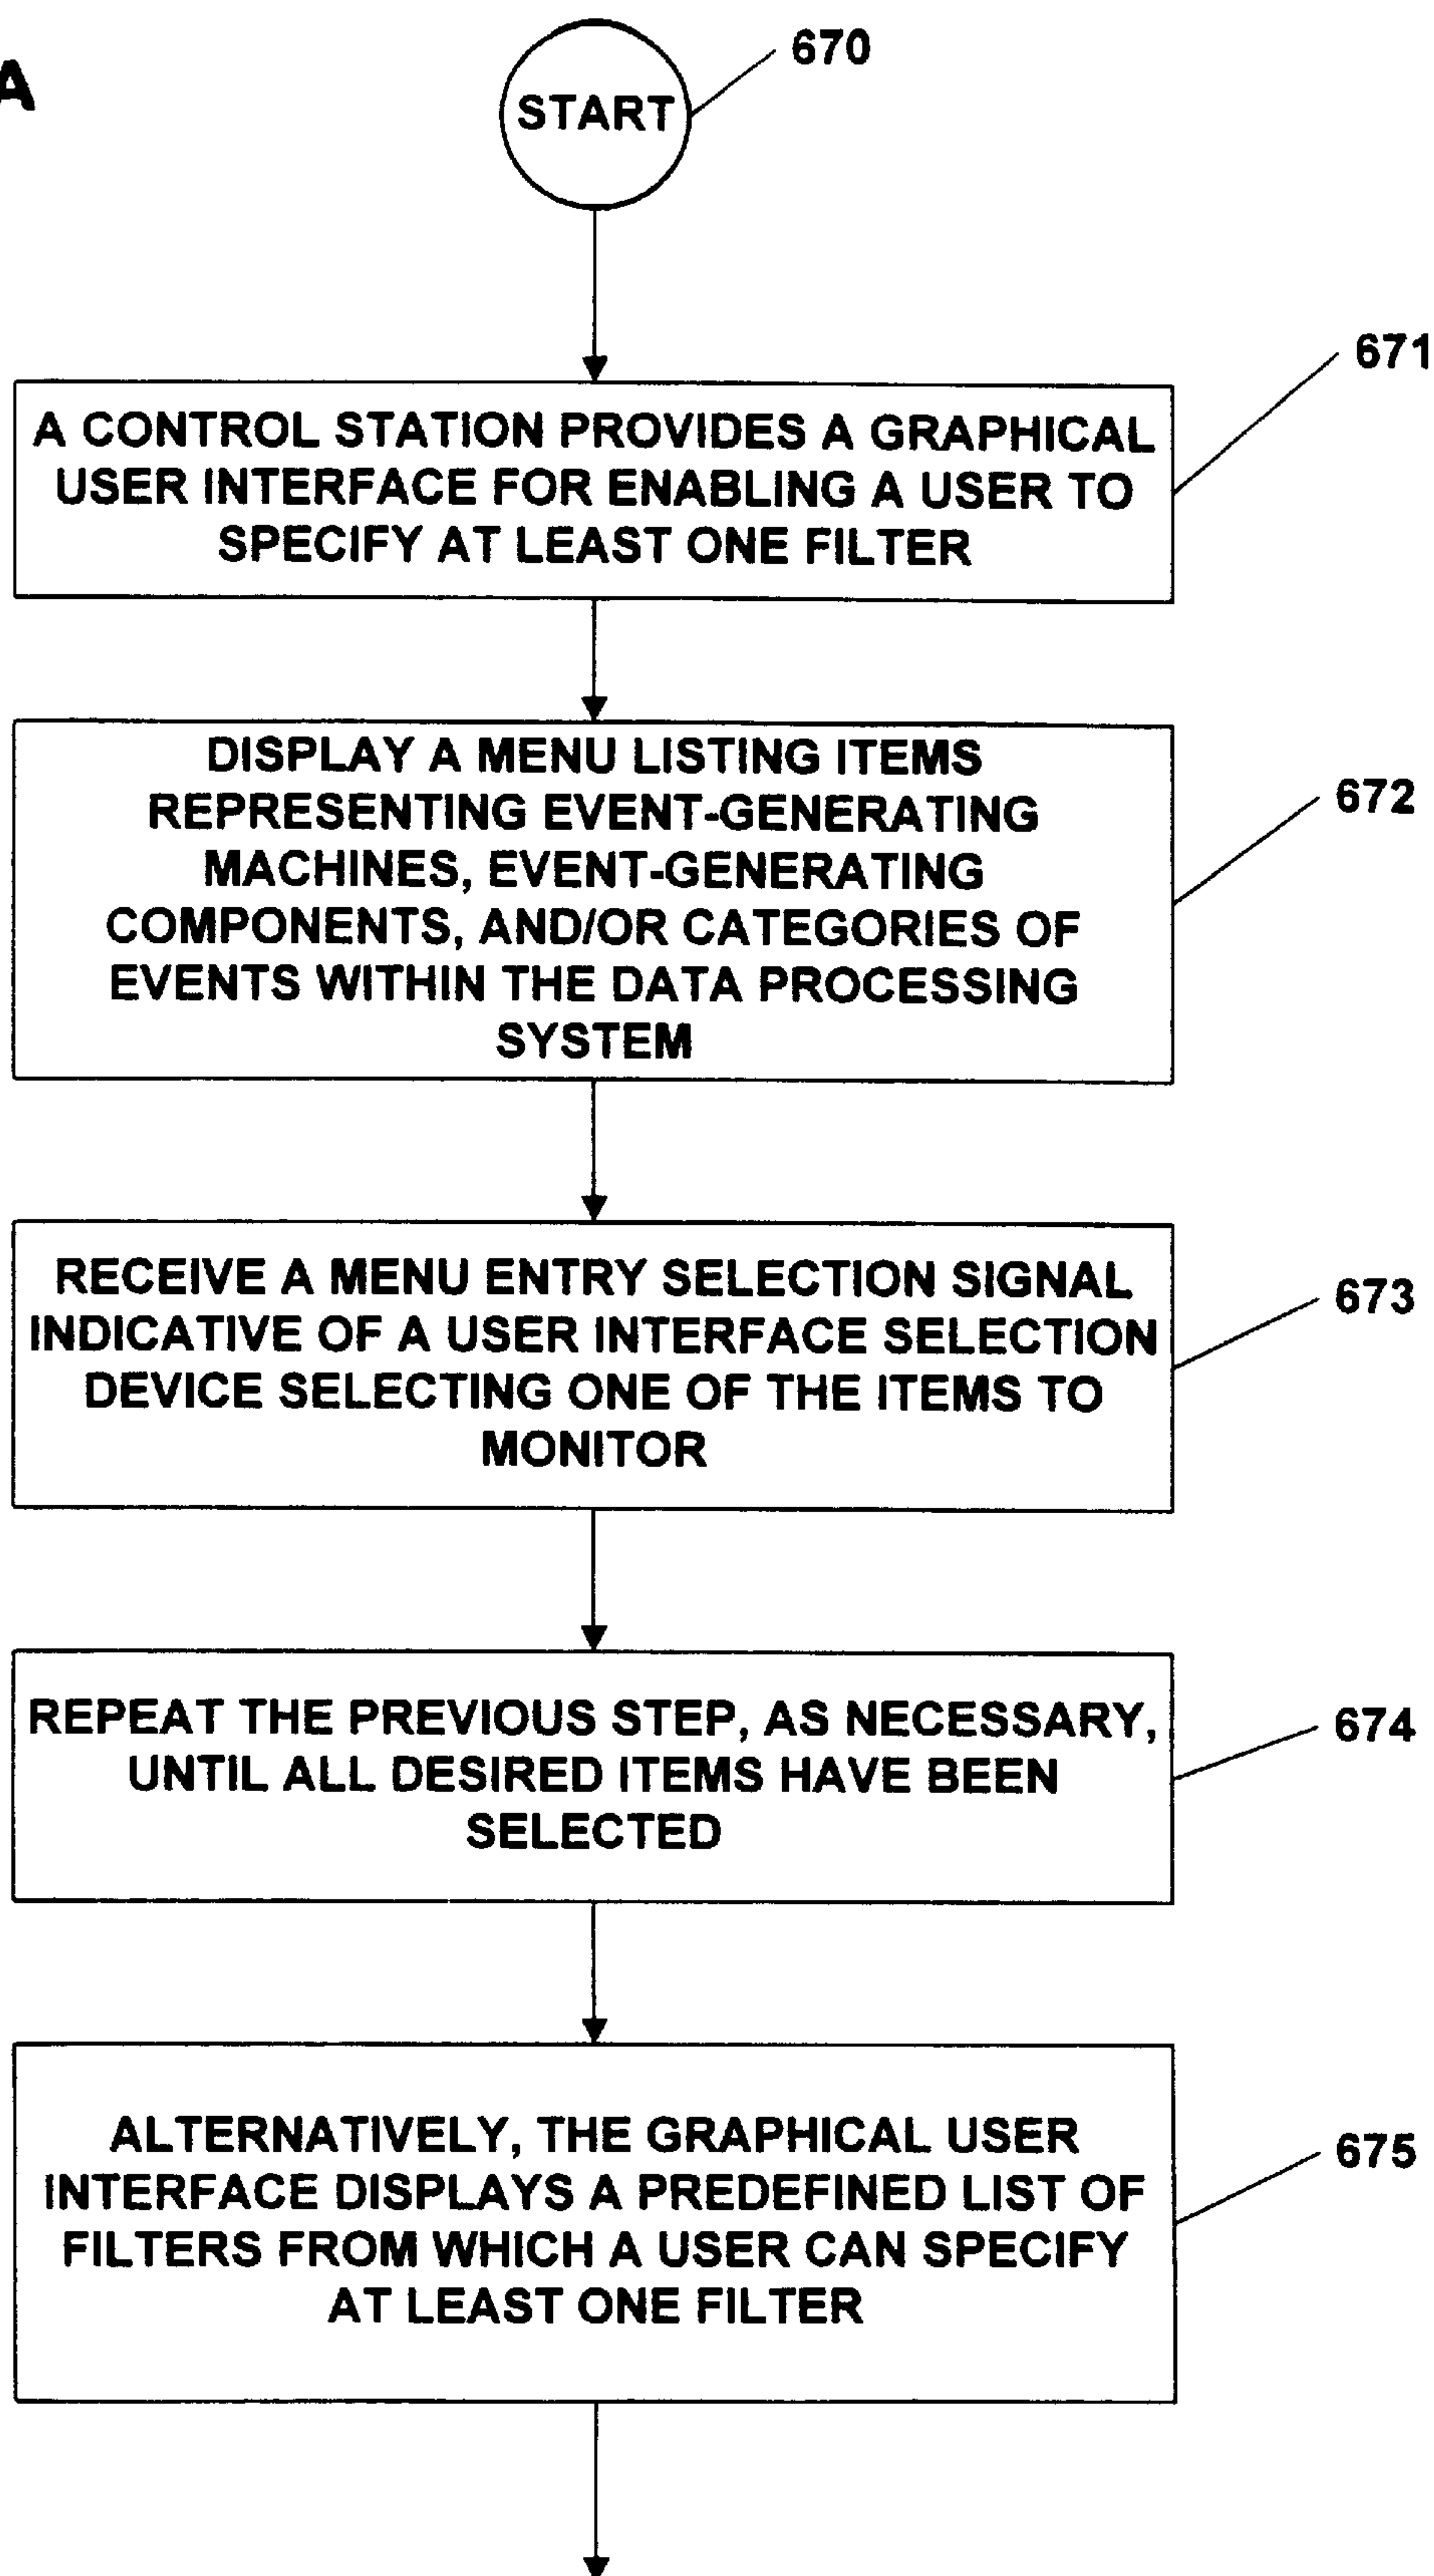 A
START
670
671
A CONTROL STATION PROVIDES A GRAPHICAL
USER INTERFACE FOR ENABLING A USER TO
SPECIFY AT LEAST ONE FILTER
DISPLAY A MENU LISTING ITEMS
REPRESENTING EVENT-GENERATING
MACHINES, EVENT-GENERATING
COMPONENTS, AND/OR CATEGORIES OF
EVENTS WITHIN THE DATA PROCESSING
SYSTEM
672
RECEIVE A MENU ENTRY SELECTION SIGNAL
INDICATIVE OF A USER INTERFACE SELECTION
DEVICE SELECTING ONE OF THE ITEMS TO
MONITOR
673
REPEAT THE PREVIOUS STEP, AS NECESSARY,
UNTIL ALL DESIRED ITEMS HAVE BEEN
SELECTED
674
ALTERNATIVELY, THE GRAPHICAL USER
INTERFACE DISPLAYS A PREDEFINED LIST OF
FILTERS FROM WHICH A USER CAN SPECIFY
AT LEAST ONE FILTER
675